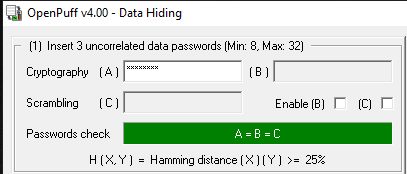 OpenPuff v4.00 - Data Hiding
(1) Insert 3 uncorrelated data passwords (Min: 8, Max: 32)
Cryptography (A) ******** (B)
Scrambling (C) Enable (B) (C)
Passwords check A = B = C
H ( X, Y ) = Hamming distance ( X ) ( Y ) >= 25%